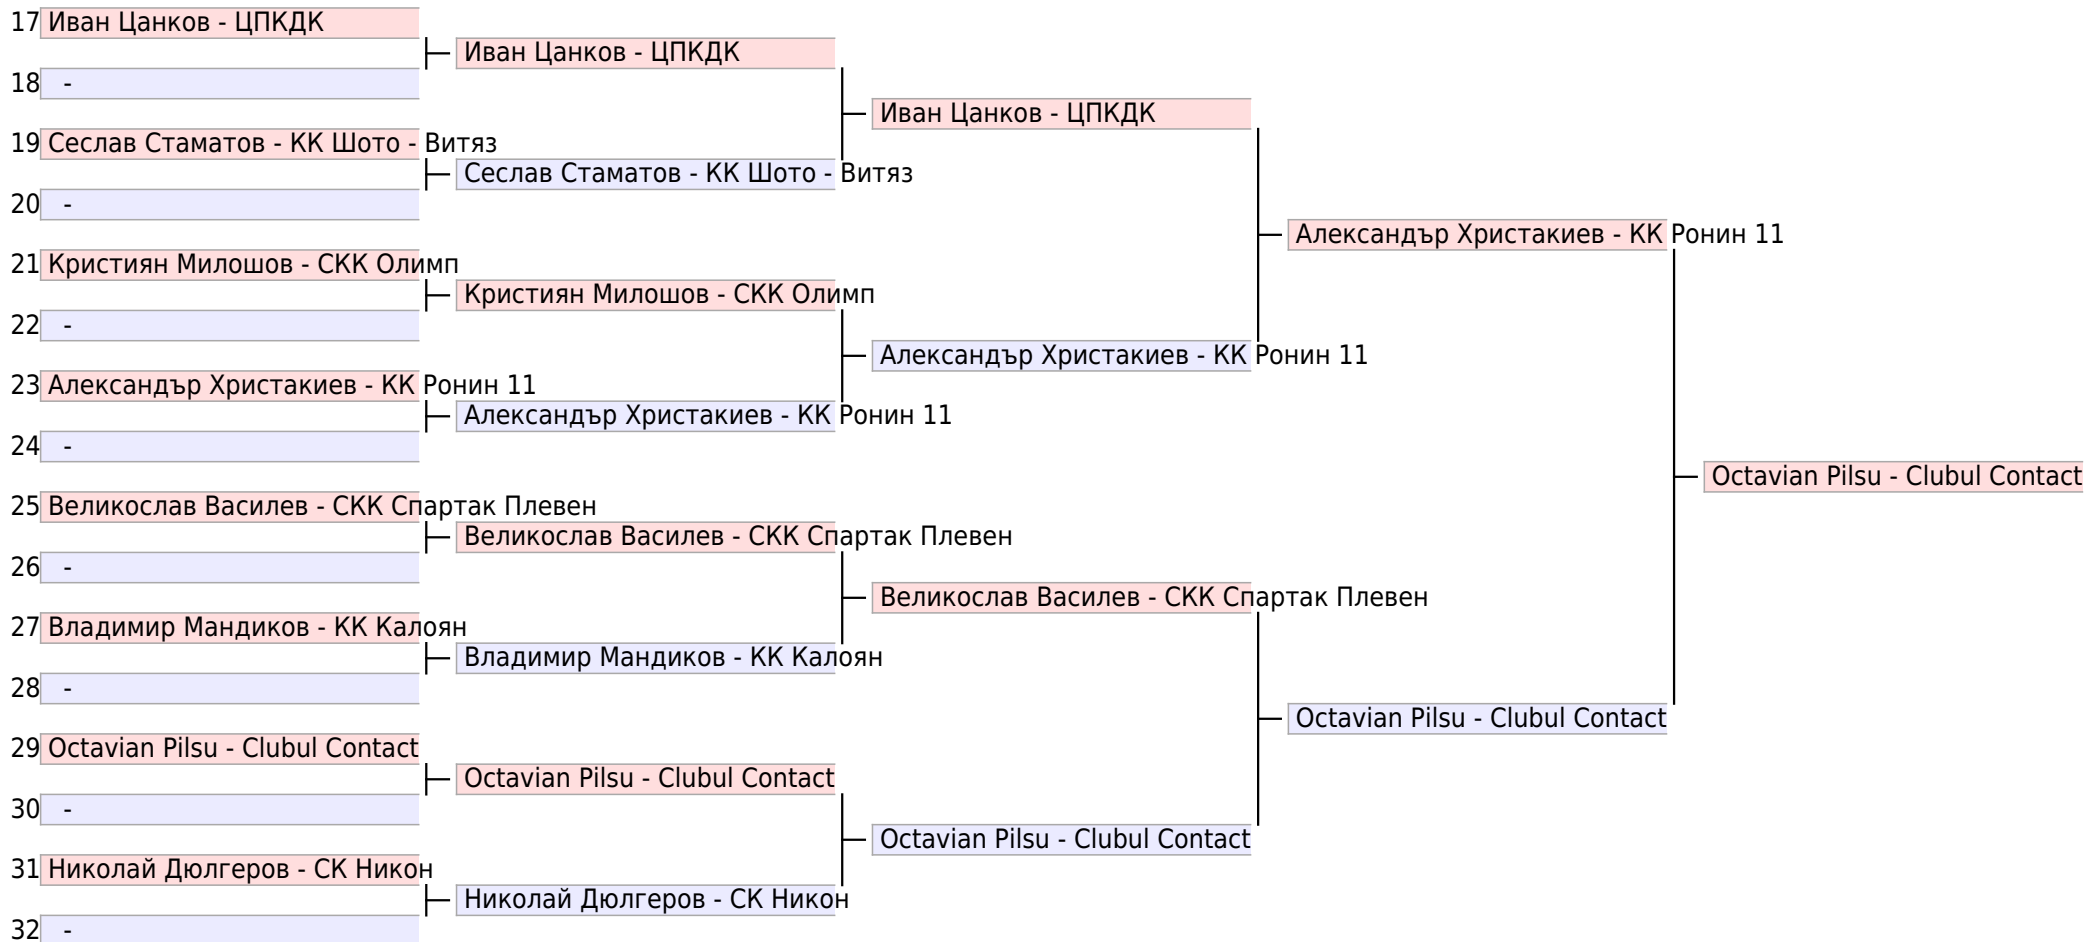 17 Иван Цанков - ЦПКДК
Иван Цанков - ЦПКДК
18 -
Иван Цанков - ЦПКДК
19 Сеслав Стаматов - КК Шото - Витяз
Сеслав Стаматов - КК Шото - Витяз
20 -
Александър Христакиев - КК Ронин 11
21 Кристиян Милошов - СКК Олимп
Кристиян Милошов - СКК Олимп
22 -
Александър Христакиев - КК Ронин 11
23 Александър Христакиев - КК Ронин 11
Александър Христакиев - КК Ронин 11
24 -
Octavian Pilsu - Clubul Contact
25 Великослав Василев - СКК Спартак Плевен
Великослав Василев - СКК Спартак Плевен
26 -
Великослав Василев - СКК Спартак Плевен
27 Владимир Мандиков - КК Калоян
Владимир Мандиков - КК Калоян
28 -
Octavian Pilsu - Clubul Contact
29 Octavian Pilsu - Clubul Contact
Octavian Pilsu - Clubul Contact
30 -
Octavian Pilsu - Clubul Contact
31 Николай Дюлгеров - СК Никон
Николай Дюлгеров - СК Никон
32 -